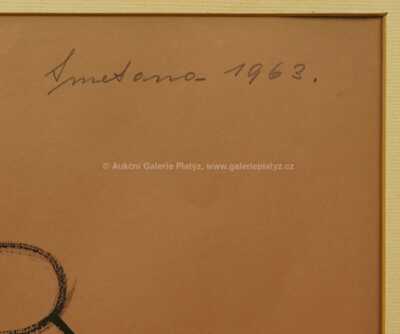 Smetana 1963.
© Aukční Galerie Platýz, www.galerieplatyz.cz